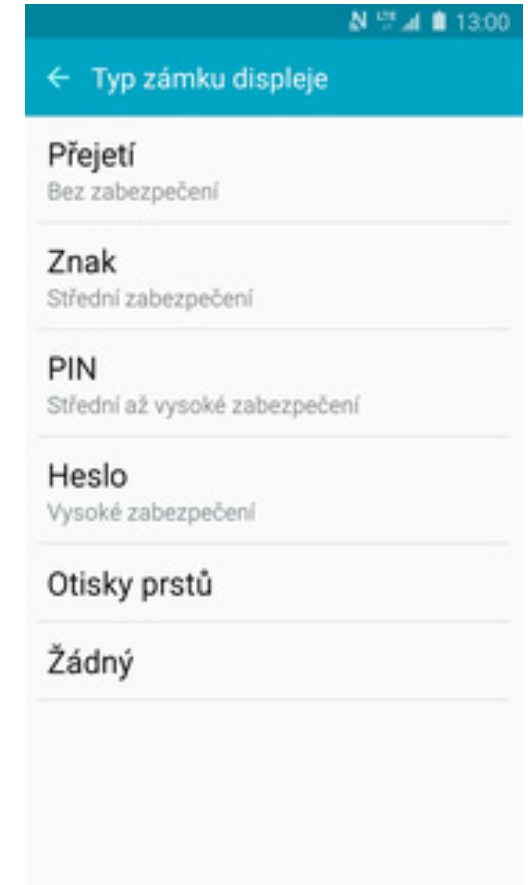 LTE 13:00
Typ zámku displeje
Přejetí
Bez zabezpečení
Znak
Střední zabezpečení
PIN
Střední až vysoké zabezpečení
Heslo
Vysoké zabezpečení
Otisky prstů
Žádný